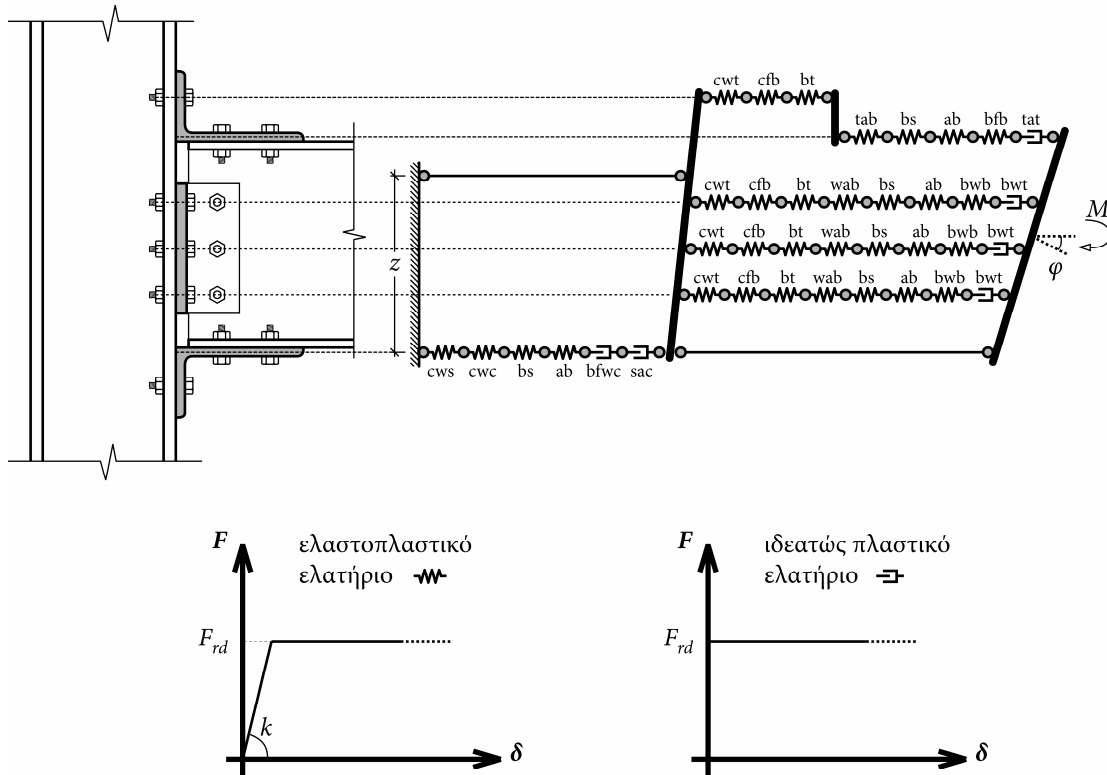 cwt cfb bt
tab bs ab bfb tat
cwt cfb bt wab bs ab bwb bwt
cwt cfb bt wab bs ab bwb bwt
cwt cfb bt wab bs ab bwb bwt
M
φ
z
cws cwc bs ab bfwc sac
F
ελαστοπλαστικό
ελατήριο
F_rd
k
δ
F
ιδεατώς πλαστικό
ελατήριο
F_rd
δ